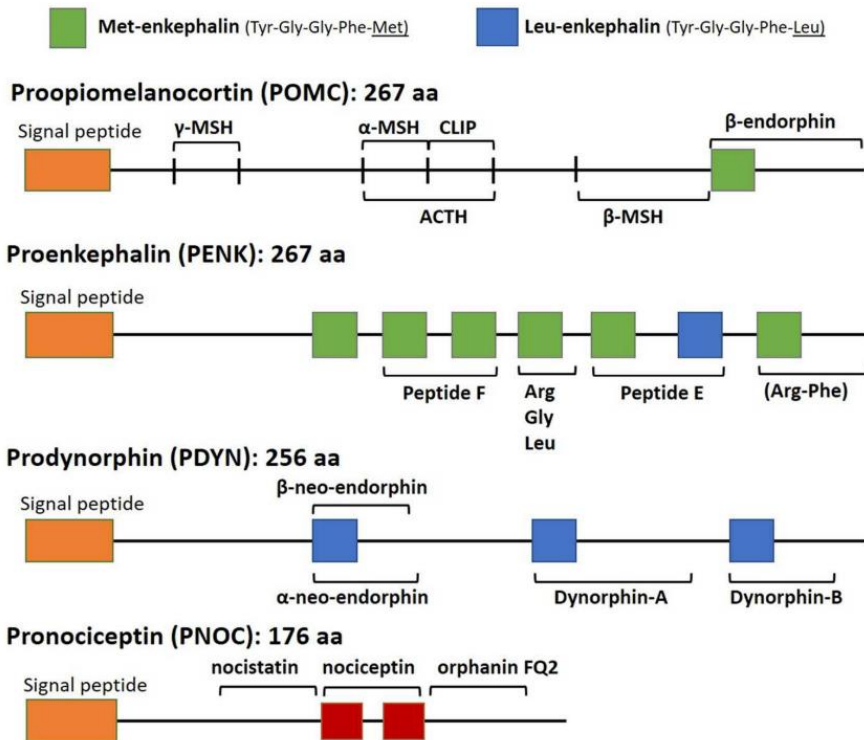 Met-enkephalin (Tyr-Gly-Gly-Phe-Met)
Leu-enkephalin (Tyr-Gly-Gly-Phe-Leu)
Proopiomelanocortin (POMC): 267 aa
Signal peptide
γ-MSH
α-MSH
CLIP
β-endorphin
ACTH
β-MSH
Proenkephalin (PENK): 267 aa
Signal peptide
Peptide F
Arg
Gly
Leu
Peptide E
(Arg-Phe)
Prodynorphin (PDYN): 256 aa
Signal peptide
β-neo-endorphin
α-neo-endorphin
Dynorphin-A
Dynorphin-B
Pronociceptin (PNOC): 176 aa
Signal peptide
nocistatin
nociceptin
orphanin FQ2